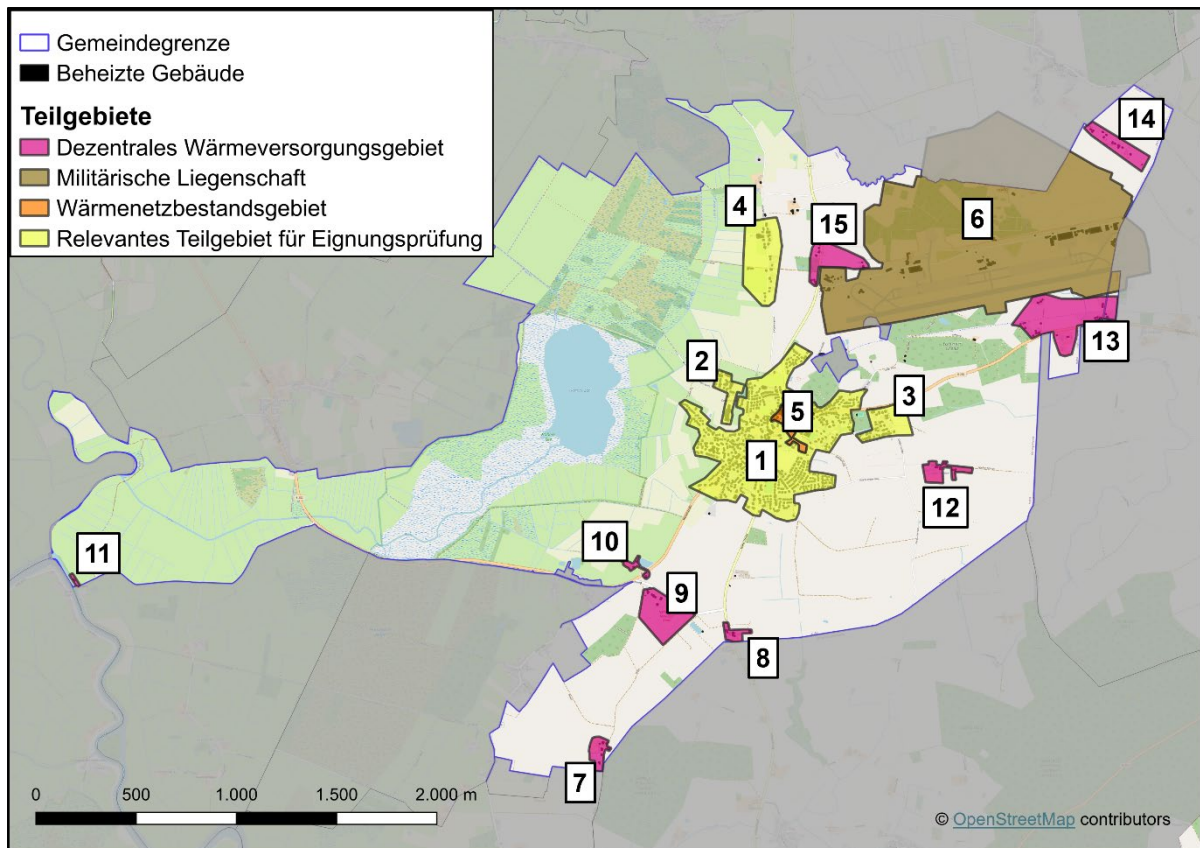 Gemeindegrenze
Beheizte Gebäude
Teilgebiete
Dezentrales Wärmeversorgungsgebiet
Militärische Liegenschaft
Wärmenetzbestandsgebiet
Relevantes Teilgebiet für Eignungsprüfung
14
4
15
6
13
2
5
3
1
12
10
11
9
8
7
0 500 1.000 1.500 2.000 m
© OpenStreetMap contributors